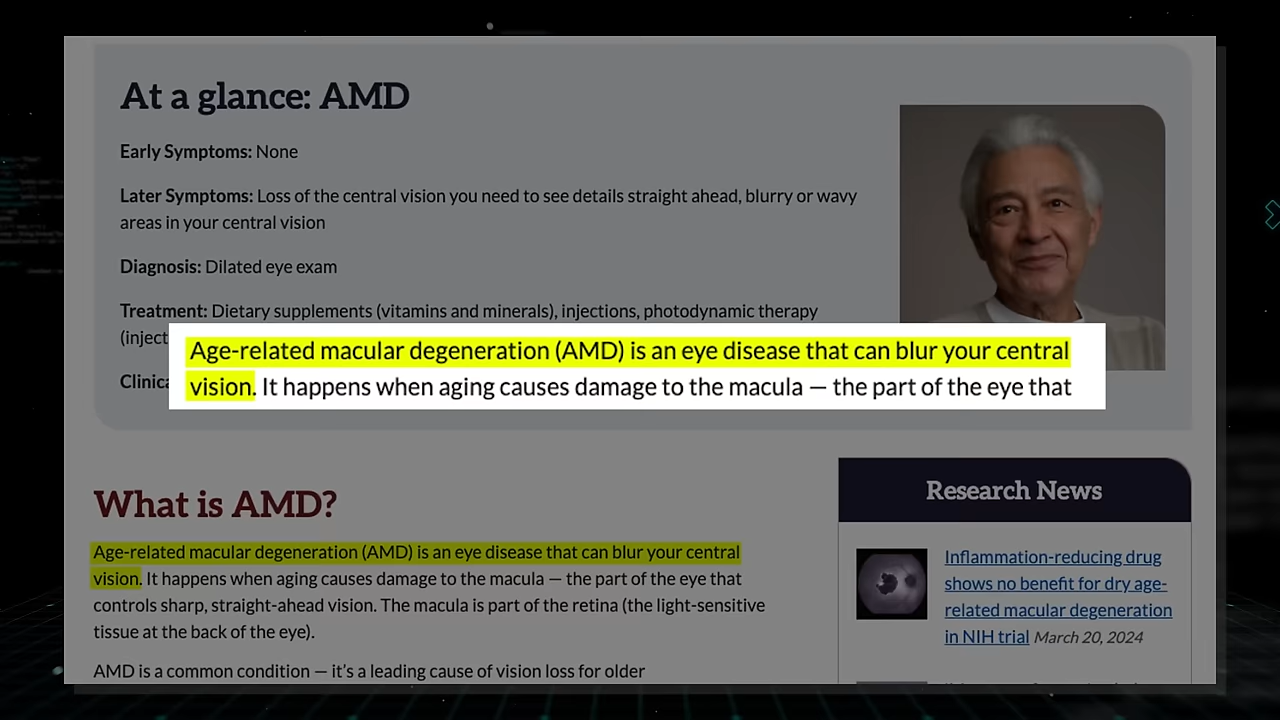 At a glance: AMD
Early Symptoms: None
Later Symptoms: Loss of the central vision you need to see details straight ahead, blurry or wavy
areas in your central vision
Diagnosis: Dilated eye exam
Treatment: Dietary supplements (vitamins and minerals), injections, photodynamic therapy
(inject
Clinica
Age-related macular degeneration (AMD) is an eye disease that can blur your central
vision. It happens when aging causes damage to the macula — the part of the eye that
What is AMD?
Age-related macular degeneration (AMD) is an eye disease that can blur your central
vision. It happens when aging causes damage to the macula — the part of the eye that
controls sharp, straight-ahead vision. The macula is part of the retina (the light-sensitive
tissue at the back of the eye).
AMD is a common condition — it's a leading cause of vision loss for older
Research News
Inflammation-reducing drug
shows no benefit for dry age-
related macular degeneration
in NIH trial March 20, 2024